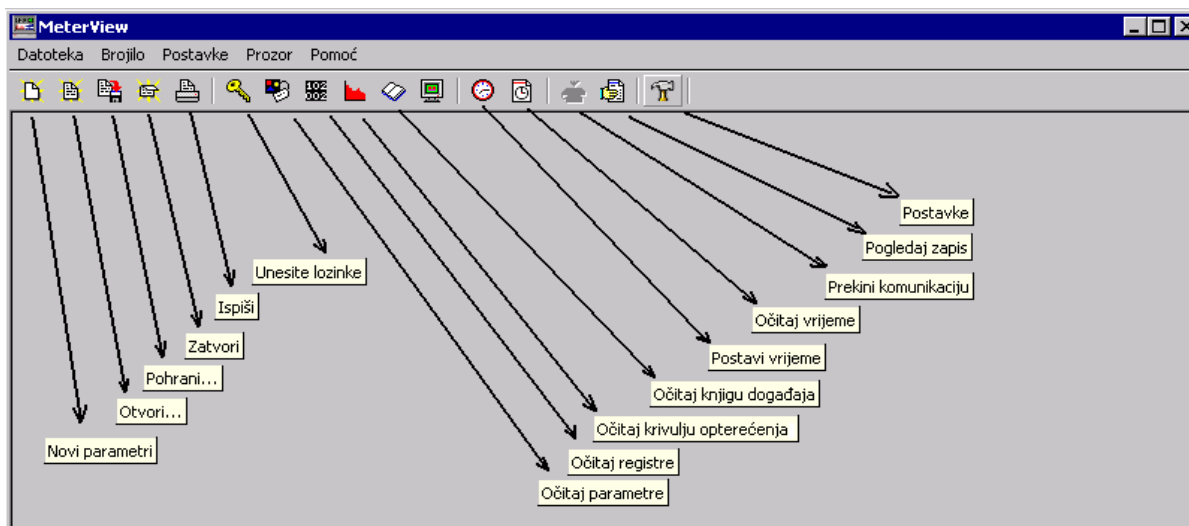 MeterView
Datoteka Brojilo Postavke Prozor Pomoć
Postavke
Pogledaj zapis
Unesite lozinke
Prekini komunikaciju
Ispiši
Očitaj vrijeme
Zatvori
Postavi vrijeme
Pohrani...
Očitaj knjigu događaja
Otvori...
Očitaj krivulju opterećenja
Novi parametri
Očitaj registre
Očitaj parametre